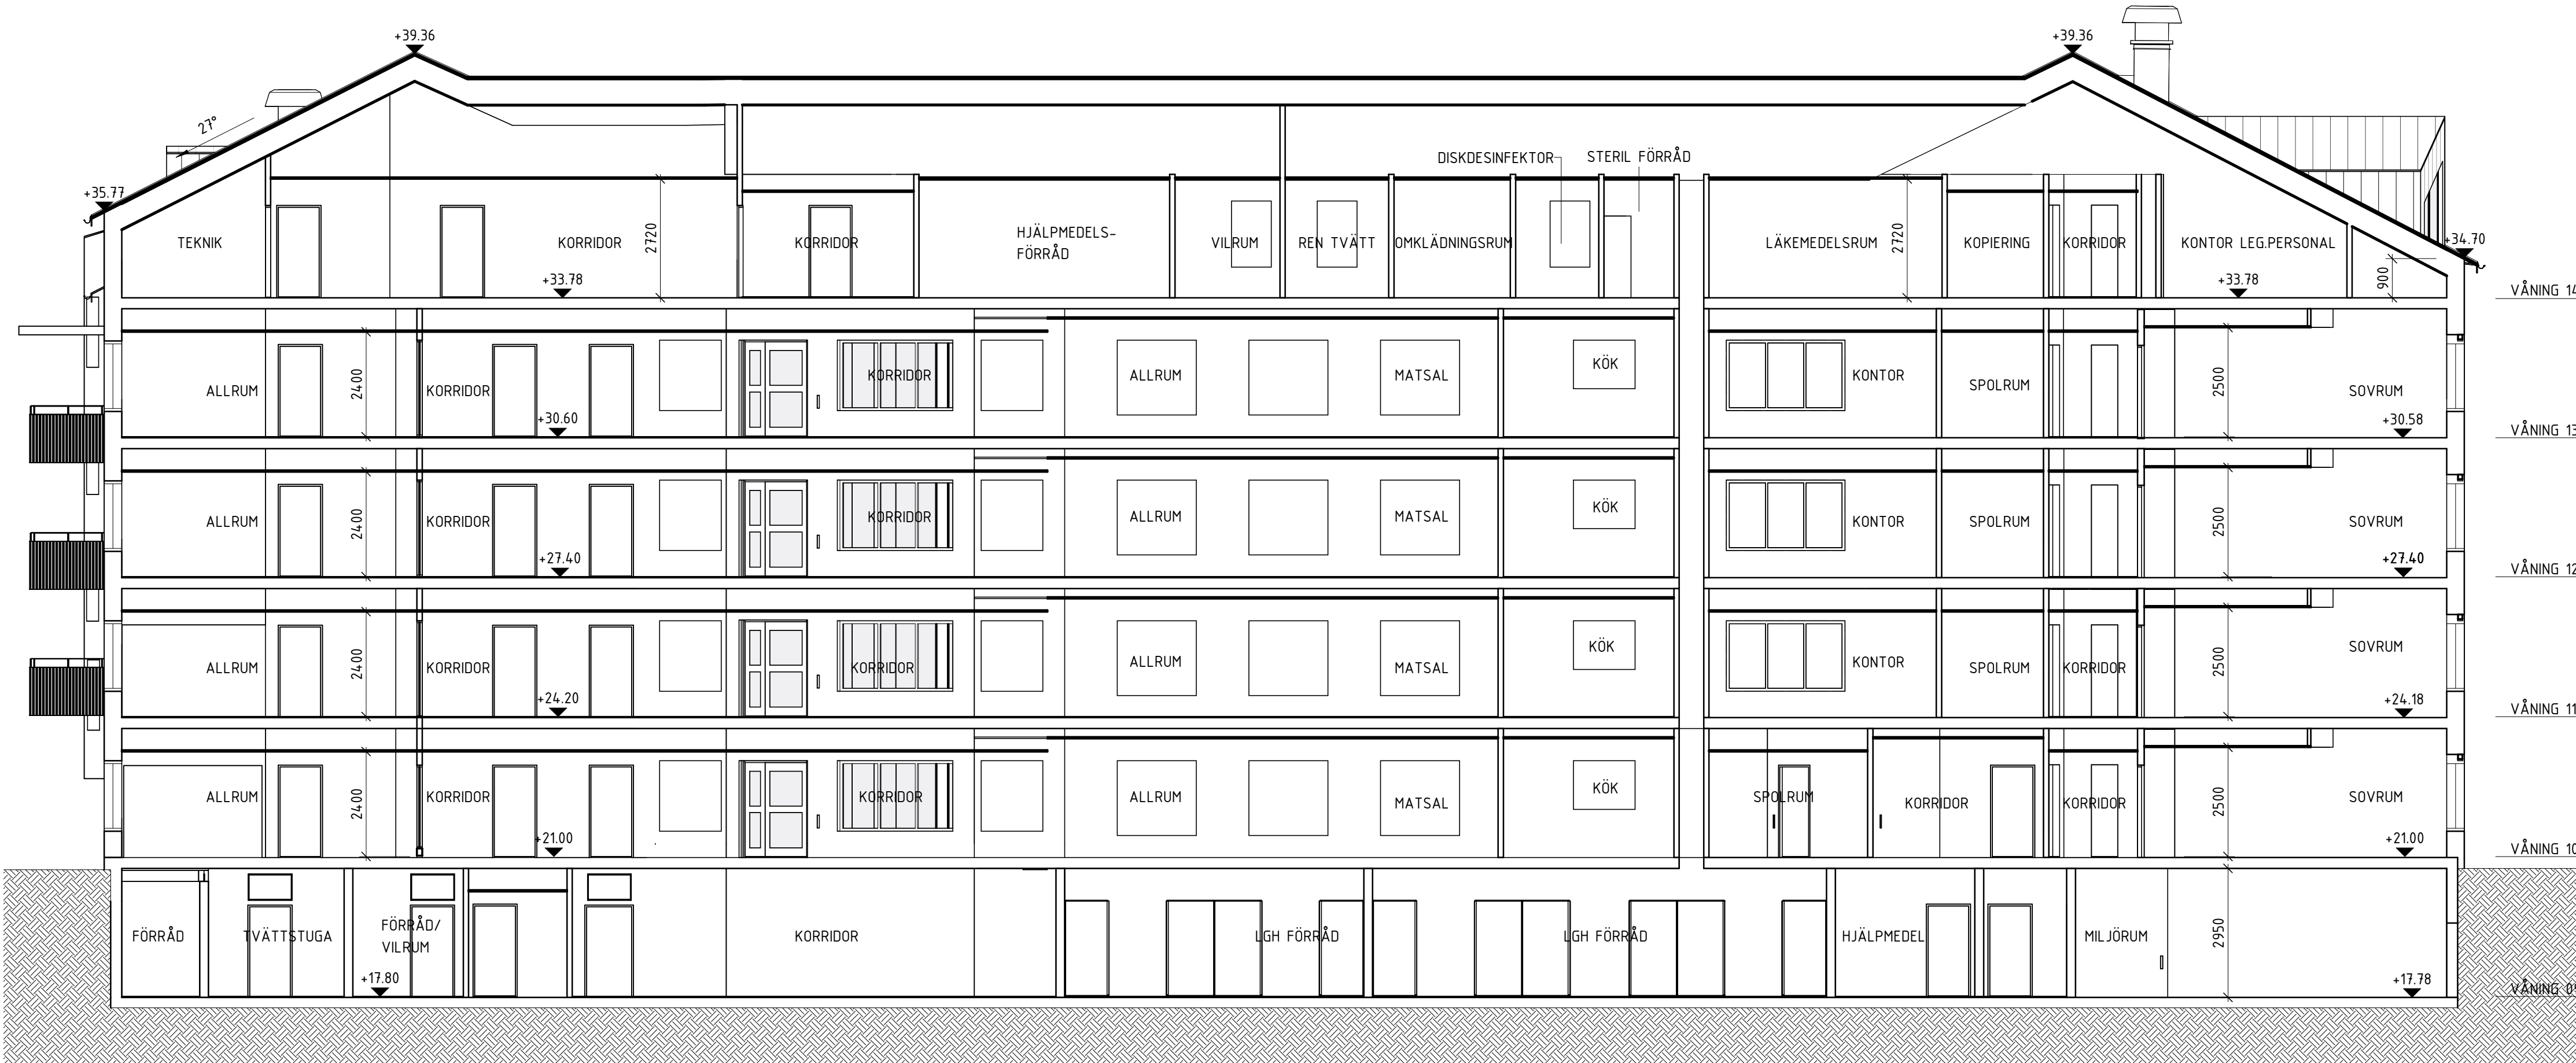 +39.36
+39.36
27°
+35.77
DISKDESINFEKTOR
STERIL FÖRRÅD
TEKNIK
KORRIDOR
2720
KORRIDOR
HJÄLPMEDELS-
FÖRRÅD
VILRUM
REN TVÄTT
OMKLÄDNINGSRUM
LÄKEMEDELSRUM
2720
KOPIERING
KORRIDOR
KONTOR LEG.PERSONAL
+34.70
900
+33.78
+33.78
VÅNING 14
ALLRUM
2400
KORRIDOR
KORRIDOR
ALLRUM
MATSAL
KÖK
KONTOR
SPOLRUM
2500
SOVRUM
+30.60
+30.58
VÅNING 13
ALLRUM
2400
KORRIDOR
KORRIDOR
ALLRUM
MATSAL
KÖK
KONTOR
SPOLRUM
2500
SOVRUM
+27.40
+27.40
VÅNING 12
ALLRUM
2400
KORRIDOR
KORRIDOR
ALLRUM
MATSAL
KÖK
KONTOR
SPOLRUM
KORRIDOR
2500
SOVRUM
+24.20
+24.18
VÅNING 11
ALLRUM
2400
KORRIDOR
KORRIDOR
ALLRUM
MATSAL
KÖK
SPOLRUM
KORRIDOR
KORRIDOR
2500
SOVRUM
+21.00
+21.00
VÅNING 10
FÖRRÅD
TVÄTTSTUGA
FÖRRÅD/
VILRUM
KORRIDOR
LGH FÖRRÅD
LGH FÖRRÅD
HJÄLPMEDEL
MILJÖRUM
2950
+17.80
+17.78
VÅNING 09